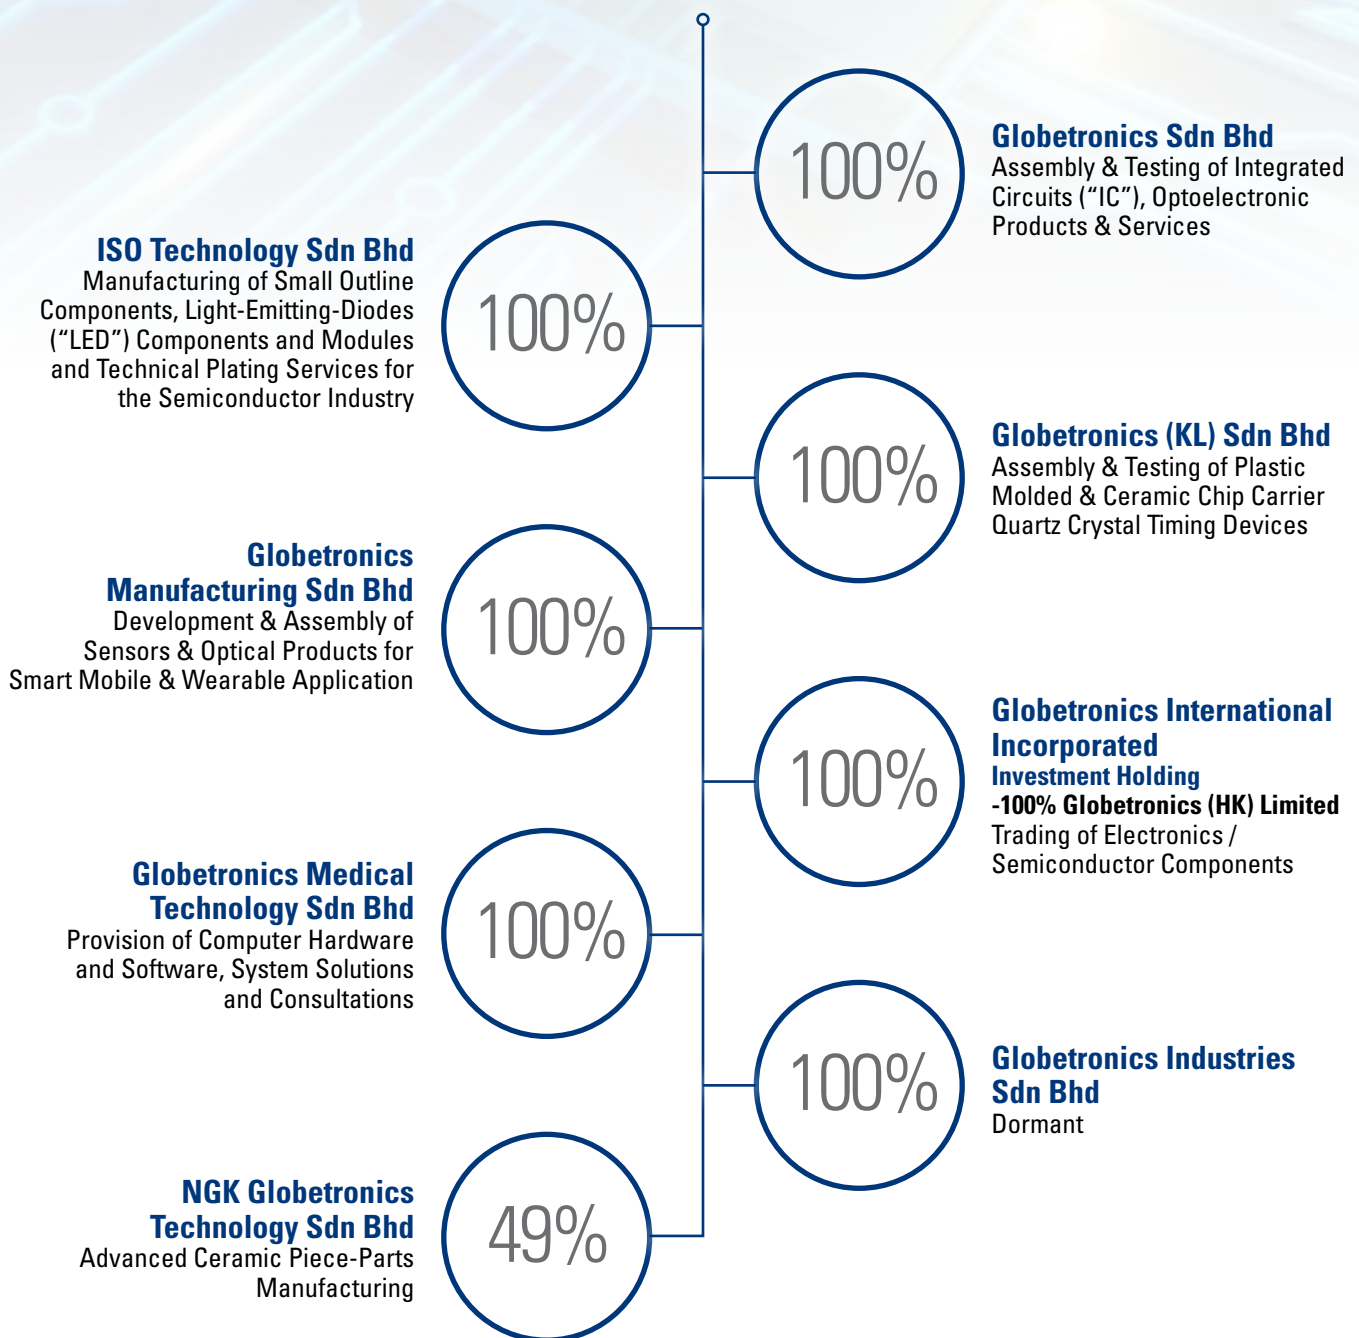 100%
Globetronics Sdn Bhd
Assembly & Testing of Integrated
Circuits (“IC”), Optoelectronic
Products & Services
ISO Technology Sdn Bhd
Manufacturing of Small Outline
Components, Light-Emitting-Diodes
(“LED”) Components and Modules
and Technical Plating Services for
the Semiconductor Industry
100%
100%
Globetronics (KL) Sdn Bhd
Assembly & Testing of Plastic
Molded & Ceramic Chip Carrier
Quartz Crystal Timing Devices
Globetronics
Manufacturing Sdn Bhd
Development & Assembly of
Sensors & Optical Products for
Smart Mobile & Wearable Application
100%
100%
Globetronics International
Incorporated
Investment Holding
-100% Globetronics (HK) Limited
Trading of Electronics /
Semiconductor Components
Globetronics Medical
Technology Sdn Bhd
Provision of Computer Hardware
and Software, System Solutions
and Consultations
100%
100%
Globetronics Industries
Sdn Bhd
Dormant
NGK Globetronics
Technology Sdn Bhd
Advanced Ceramic Piece-Parts
Manufacturing
49%